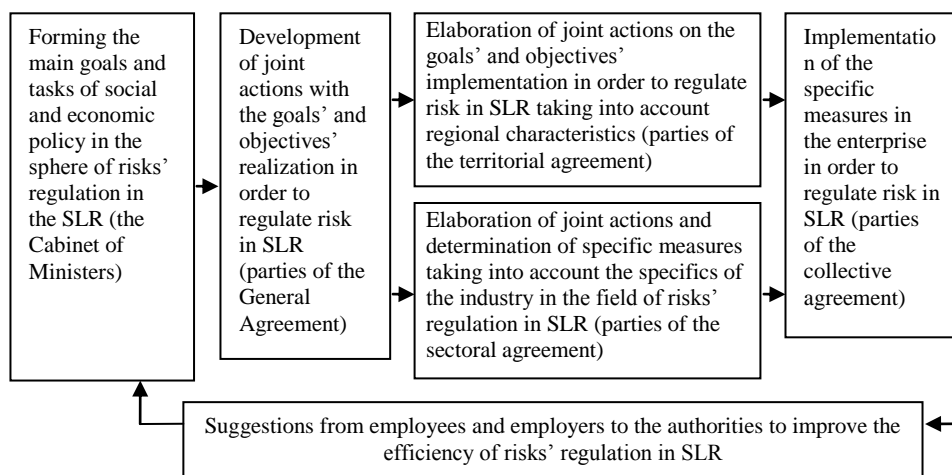 Forming the
main goals and
tasks of social
and economic
policy in the
sphere of risks’
regulation in
the SLR (the
Cabinet of
Ministers)
Development
of joint
actions with
the goals’ and
objectives’
realization in
order to
regulate risk
in SLR
(parties of the
General
Agreement)
Elaboration of joint actions on the
goals’ and objectives’
implementation in order to regulate
risk in SLR taking into account
regional characteristics (parties of
the territorial agreement)
Elaboration of joint actions and
determination of specific measures
taking into account the specifics of
the industry in the field of risks’
regulation in SLR (parties of the
sectoral agreement)
Implementatio
n of the
specific
measures in
the enterprise
in order to
regulate risk in
SLR (parties
of the
collective
agreement)
Suggestions from employees and employers to the authorities to improve the
efficiency of risks’ regulation in SLR